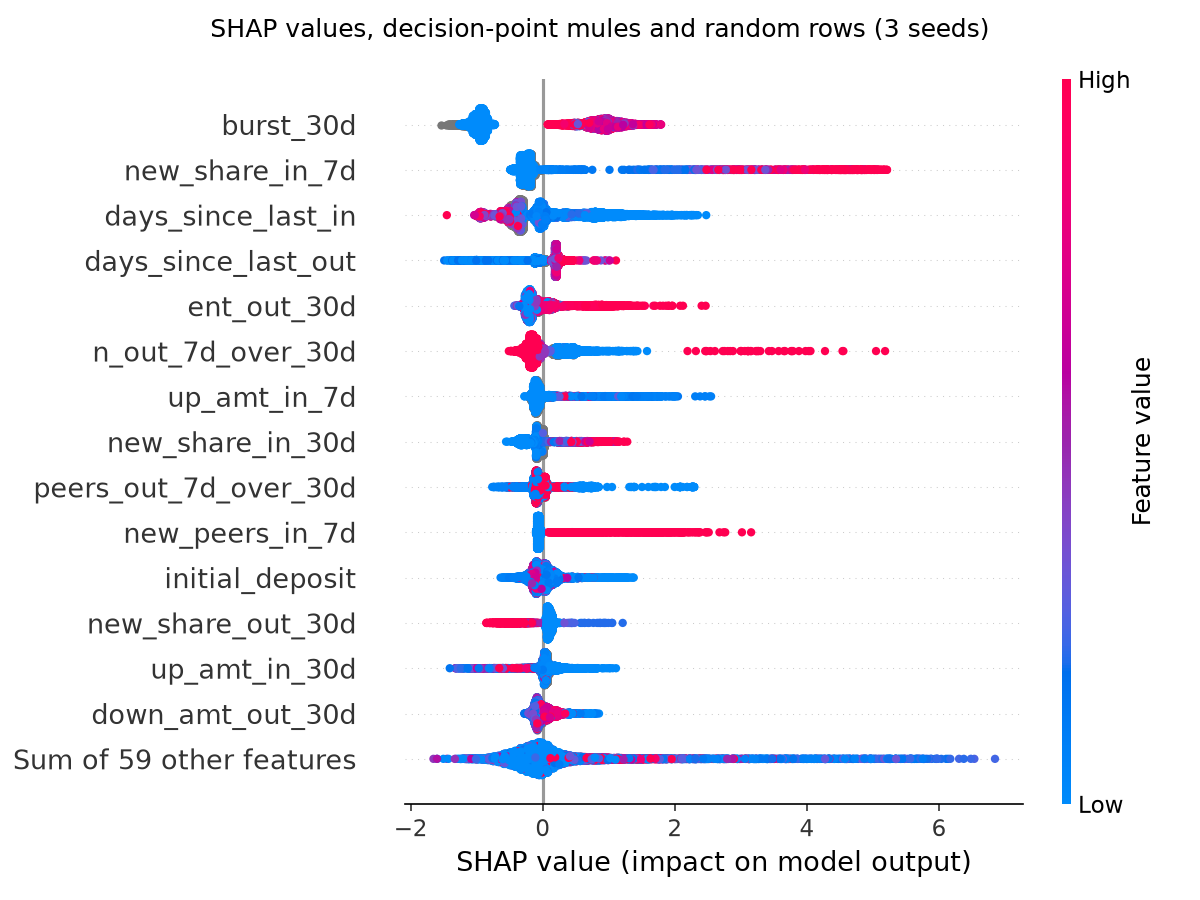 SHAP values, decision-point mules and random rows (3 seeds)
High
burst_30d
new_share_in_7d
days_since_last_in
days_since_last_out
ent_out_30d
n_out_7d_over_30d
up_amt_in_7d
new_share_in_30d
peers_out_7d_over_30d
new_peers_in_7d
initial_deposit
new_share_out_30d
up_amt_in_30d
down_amt_out_30d
Sum of 59 other features
Feature value
Low
−2 0 2 4 6
SHAP value (impact on model output)